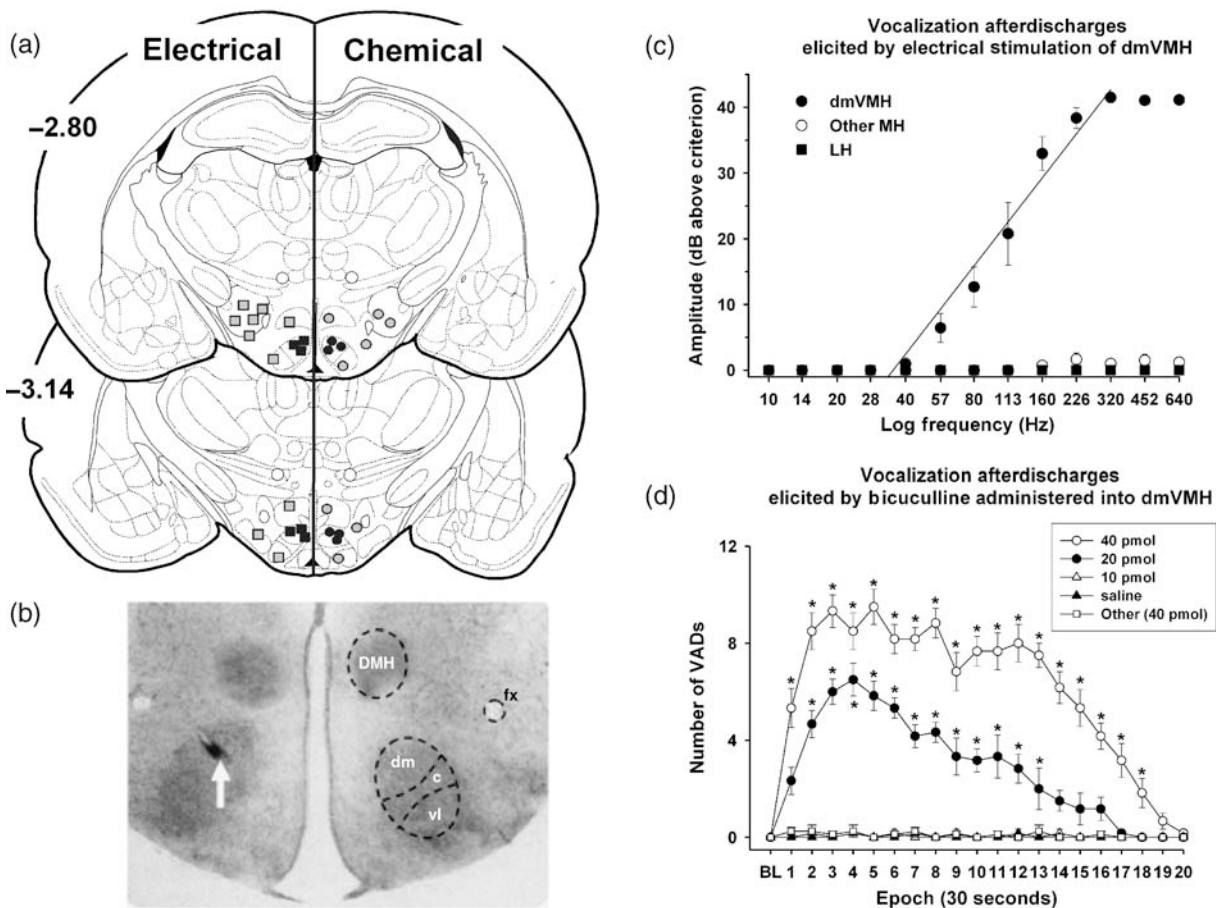 (a)
Electrical Chemical
–2.80
–3.14
(b)
DMH
fx
dm
c
vl
(c)
Vocalization afterdischarges
elicited by electrical stimulation of dmVMH
dmVMH
Other MH
LH
Amplitude (dB above criterion)
40
30
20
10
0
10 14 20 28 40 57 80 113 160 226 320 452 640
Log frequency (Hz)
(d)
Vocalization afterdischarges
elicited by bicuculline administered into dmVMH
40 pmol
20 pmol
10 pmol
saline
Other (40 pmol)
Number of VADs
12
8
4
0
* * * * * * * * * * * * * * * * * *
* * * * * * * * * * * *
BL 1 2 3 4 5 6 7 8 9 10 11 12 13 14 15 16 17 18 19 20
Epoch (30 seconds)